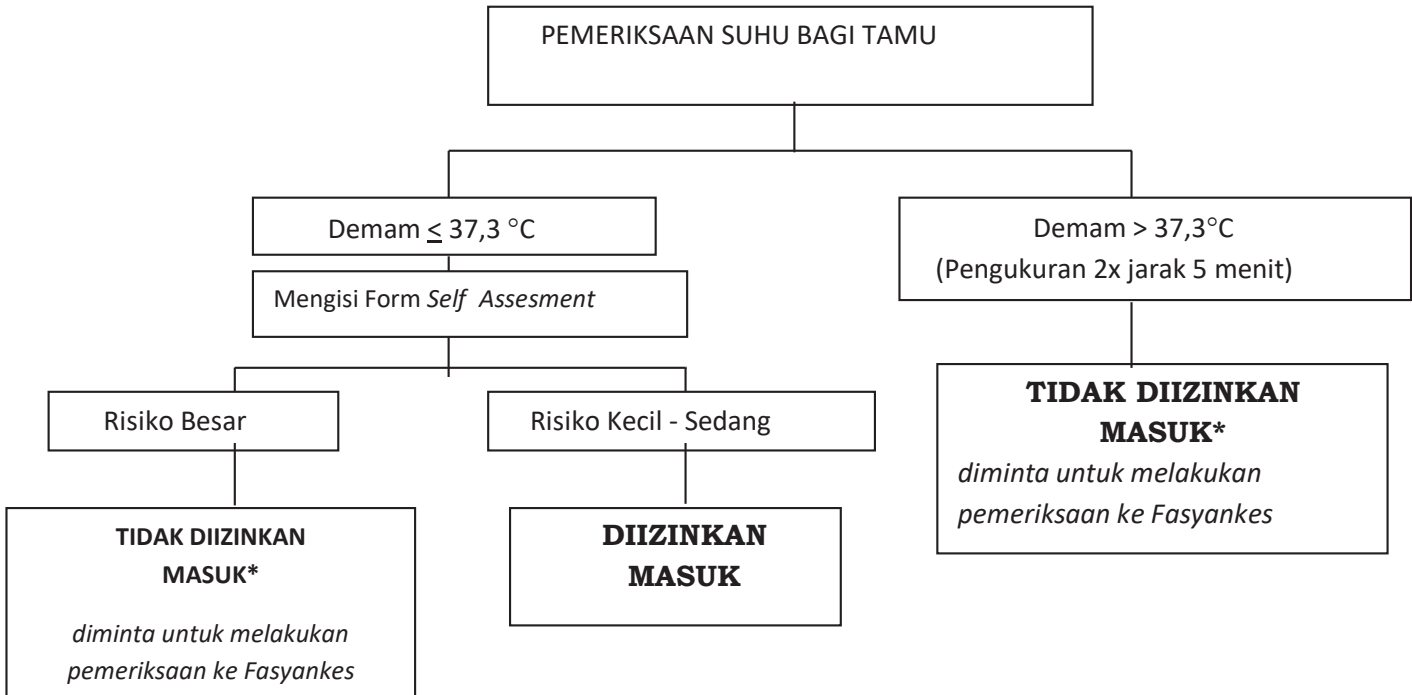 PEMERIKSAAN SUHU BAGI TAMU
Demam ≤ 37,3 °C
Demam > 37,3°C
(Pengukuran 2x jarak 5 menit)
Mengisi Form Self Assesment
Risiko Besar
Risiko Kecil - Sedang
TIDAK DIIZINKAN
MASUK*
diminta untuk melakukan
pemeriksaan ke Fasyankes
TIDAK DIIZINKAN
MASUK*
diminta untuk melakukan
pemeriksaan ke Fasyankes
DIIZINKAN
MASUK